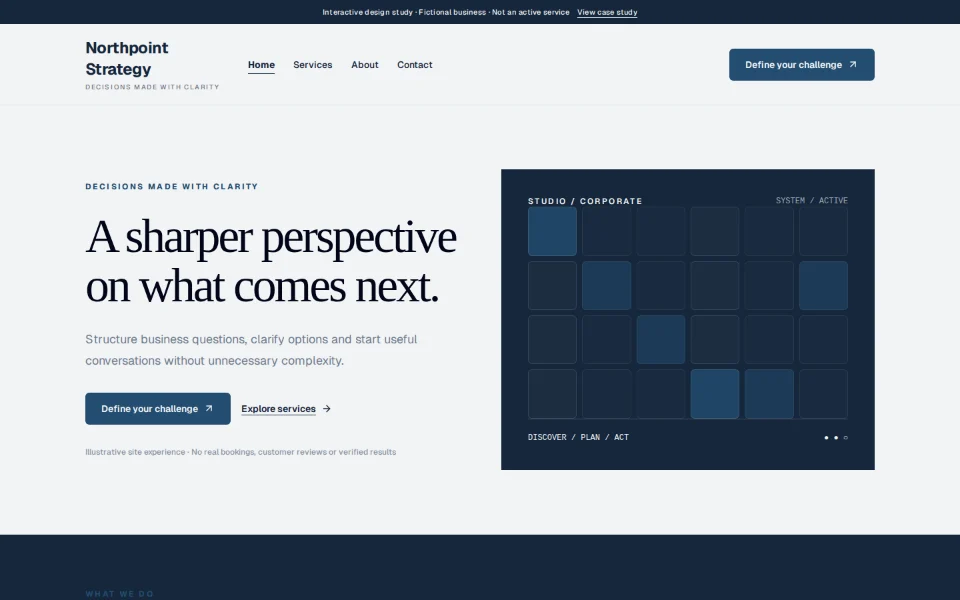 Interactive design study · Fictional business · Not an active service View case study
Northpoint
Strategy
DECISIONS MADE WITH CLARITY
Home Services About Contact
Define your challenge
DECISIONS MADE WITH CLARITY
A sharper perspective
on what comes next.
Structure business questions, clarify options and start useful
conversations without unnecessary complexity.
Define your challenge Explore services
Illustrative site experience · No real bookings, customer reviews or verified results
STUDIO / CORPORATE SYSTEM / ACTIVE
DISCOVER / PLAN / ACT
WHAT WE DO